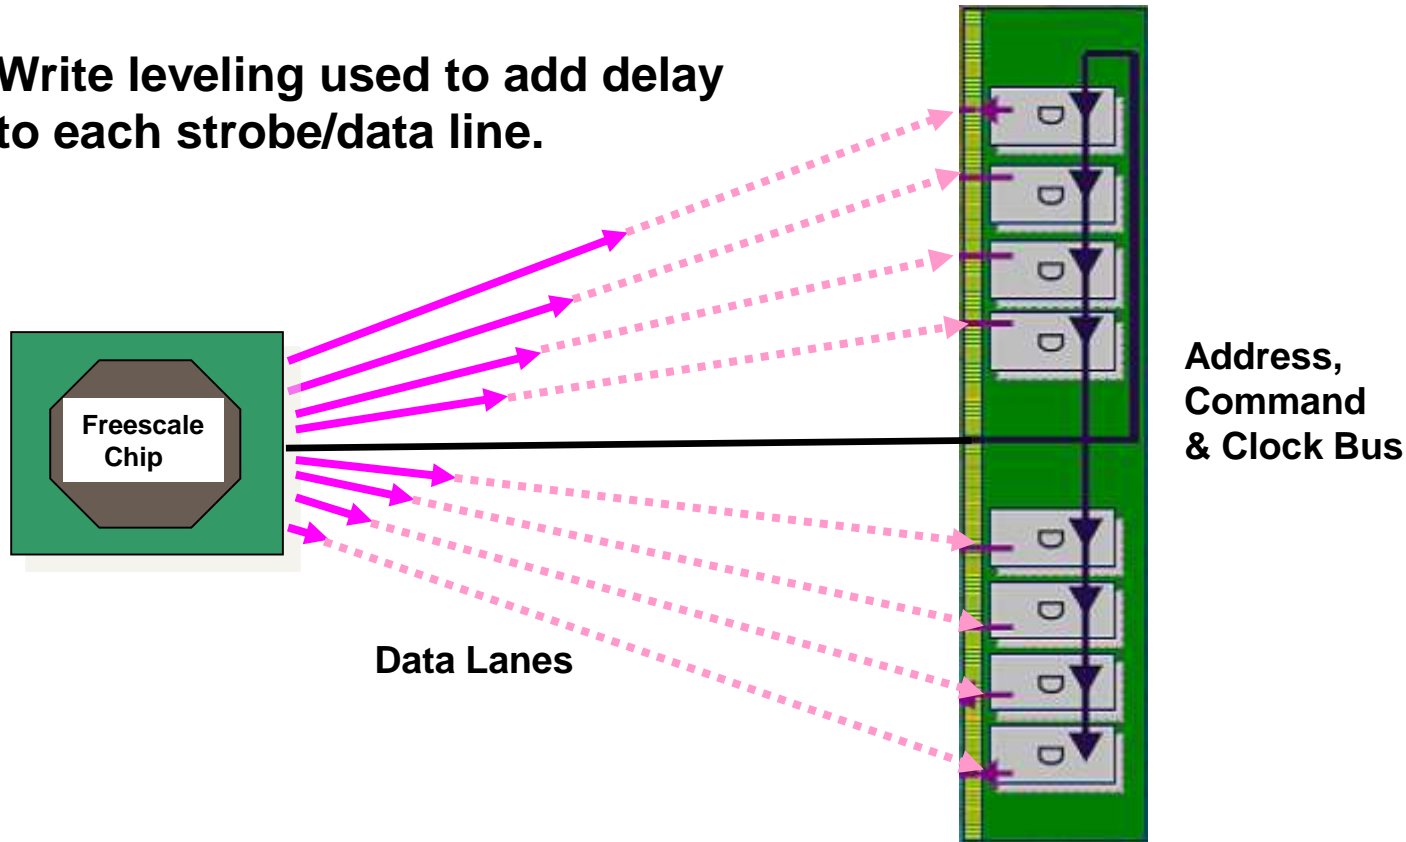 Write leveling used to add delay
to each strobe/data line.
D
D
D
D
Address,
Command
& Clock Bus
Freescale
Chip
D
D
D
D
Data Lanes